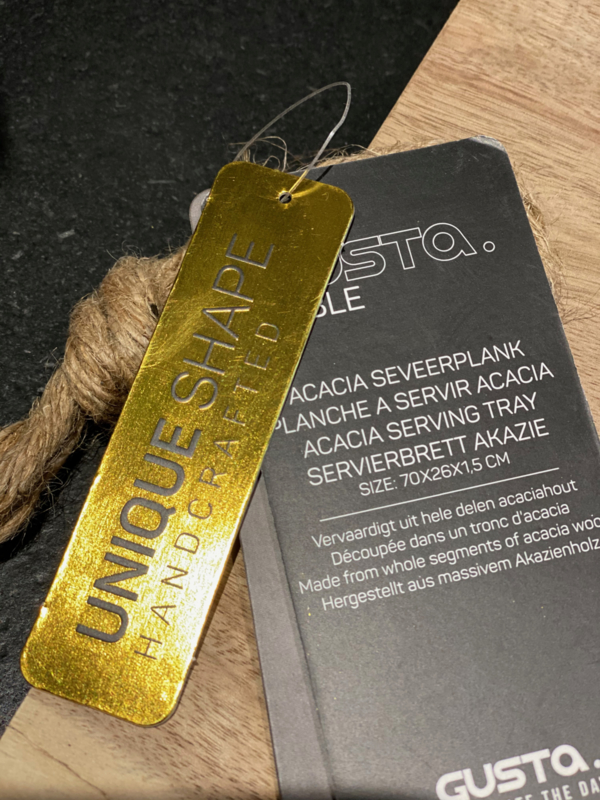 UNIQUE SHAPE
HANDCRAFTED
USTA.
BLE
ACACIA SEVEERPLANK
PLANCHE A SERVIR ACACIA
ACACIA SERVING TRAY
SERVIERBRETT AKAZIE
SIZE: 70X26X1,5 CM
Vervaardigt uit hele delen acaciahout
Découpée dans un tronc d'acacia
Made from whole segments of acacia woo
Hergestellt aus massivem Akazienholz
GUSTA.
THE DA